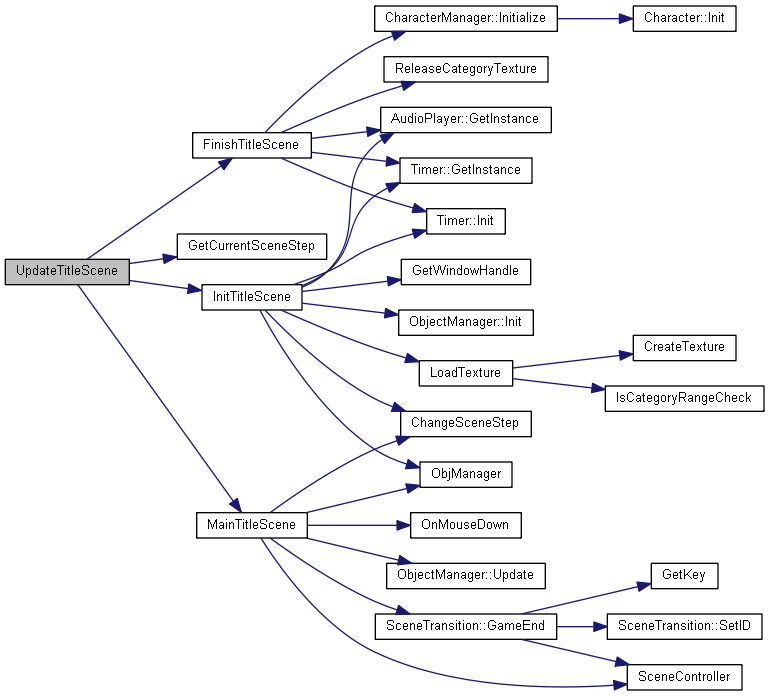 CharacterManager::Initialize
Character::Init
ReleaseCategoryTexture
AudioPlayer::GetInstance
FinishTitleScene
Timer::GetInstance
Timer::Init
GetCurrentSceneStep
UpdateTitleScene
GetWindowHandle
InitTitleScene
ObjectManager::Init
CreateTexture
LoadTexture
IsCategoryRangeCheck
ChangeSceneStep
ObjManager
MainTitleScene
OnMouseDown
ObjectManager::Update
GetKey
SceneTransition::GameEnd
SceneTransition::SetID
SceneController